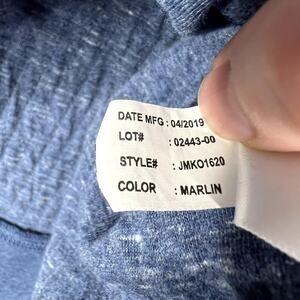 DATE MFG : 04/2019
LOT# : 02443-00
STYLE# : JMKO1620
COLOR : MARLIN